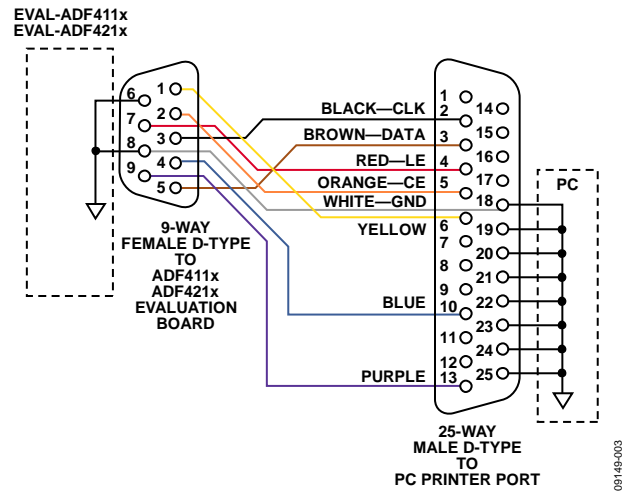 EVAL-ADF411x
EVAL-ADF421x
6
7
8
9
1
2
3
4
5
9-WAY
FEMALE D-TYPE
TO
ADF411x
ADF421x
EVALUATION
BOARD
BLACK—CLK
BROWN—DATA
RED—LE
ORANGE—CE
WHITE—GND
YELLOW
BLUE
PURPLE
1
2
3
4
5
6
7
8
9
10
11
12
13
14
15
16
17
18
19
20
21
22
23
24
25
PC
25-WAY
MALE D-TYPE
TO
PC PRINTER PORT
09149-003